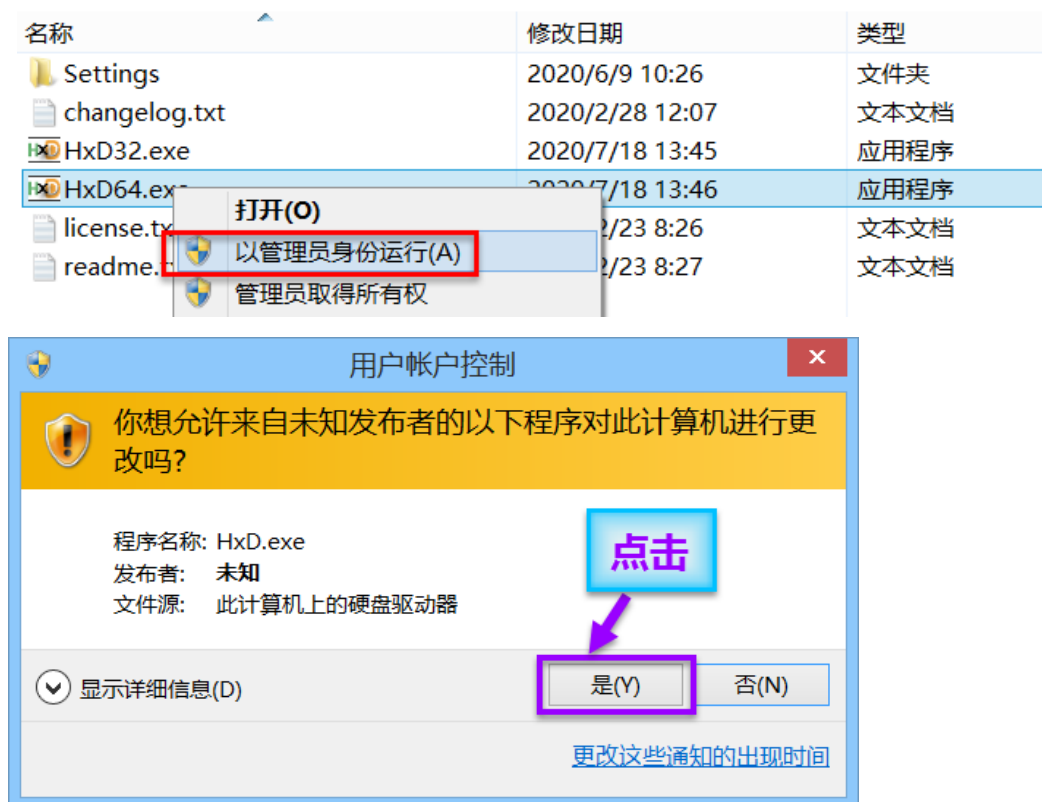 名称 修改日期 类型
Settings 2020/6/9 10:26 文件夹
changelog.txt 2020/2/28 12:07 文本文档
HxD32.exe 2020/7/18 13:45 应用程序
HxD64.exe 2020/7/18 13:46 应用程序
打开(O)
license.tx 2/23 8:26 文本文档
以管理员身份运行(A)
readme.t 2/23 8:27 文本文档
管理员取得所有权
用户帐户控制
你想允许来自未知发布者的以下程序对此计算机进行更
改吗?
程序名称: HxD.exe
发布者: 未知
文件源: 此计算机上的硬盘驱动器
点击
显示详细信息(D) 是(Y) 否(N)
更改这些通知的出现时间